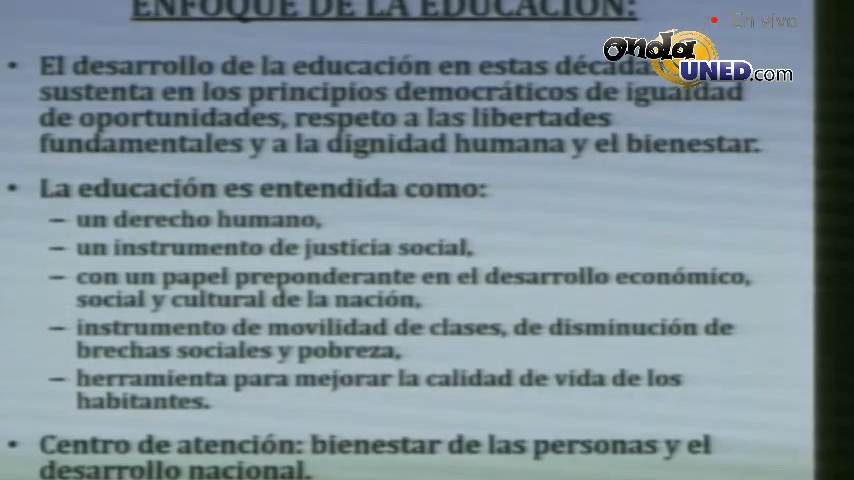 ENFOQUE DE LA EDUCACIÓN:
En vivo
onda
UNED.com
• El desarrollo de la educación en estas década
sustenta en los principios democráticos de igualdad
de oportunidades, respeto a las libertades
fundamentales y a la dignidad humana y el bienestar.
• La educación es entendida como:
– un derecho humano,
– un instrumento de justicia social,
– con un papel preponderante en el desarrollo económico,
social y cultural de la nación,
– instrumento de movilidad de clases, de disminución de
brechas sociales y pobreza,
– herramienta para mejorar la calidad de vida de los
habitantes.
• Centro de atención: bienestar de las personas y el
desarrollo nacional.